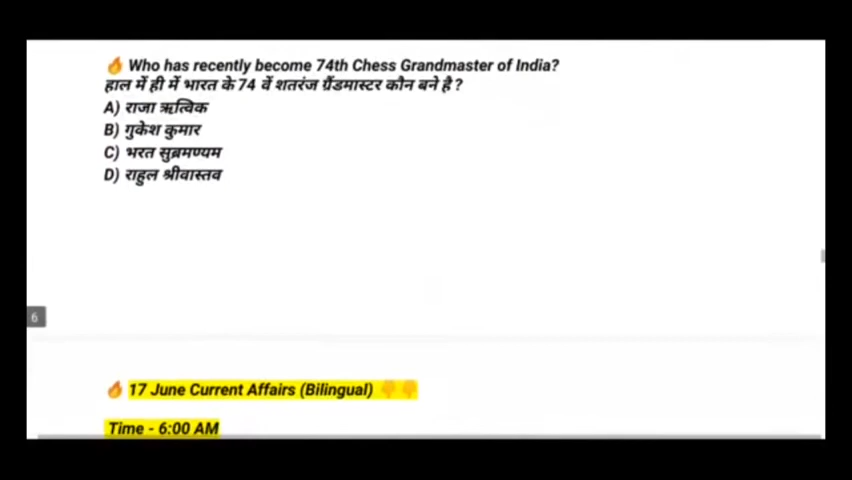 🔥 Who has recently become 74th Chess Grandmaster of India?
हाल में ही में भारत के 74 वें शतरंज ग्रैंडमास्टर कौन बने है ?
A) राजा ऋत्विक
B) गुकेश कुमार
C) भरत सुब्रमण्यम
D) राहुल श्रीवास्तव
6
🔥 17 June Current Affairs (Bilingual) 👇👇
Time - 6:00 AM